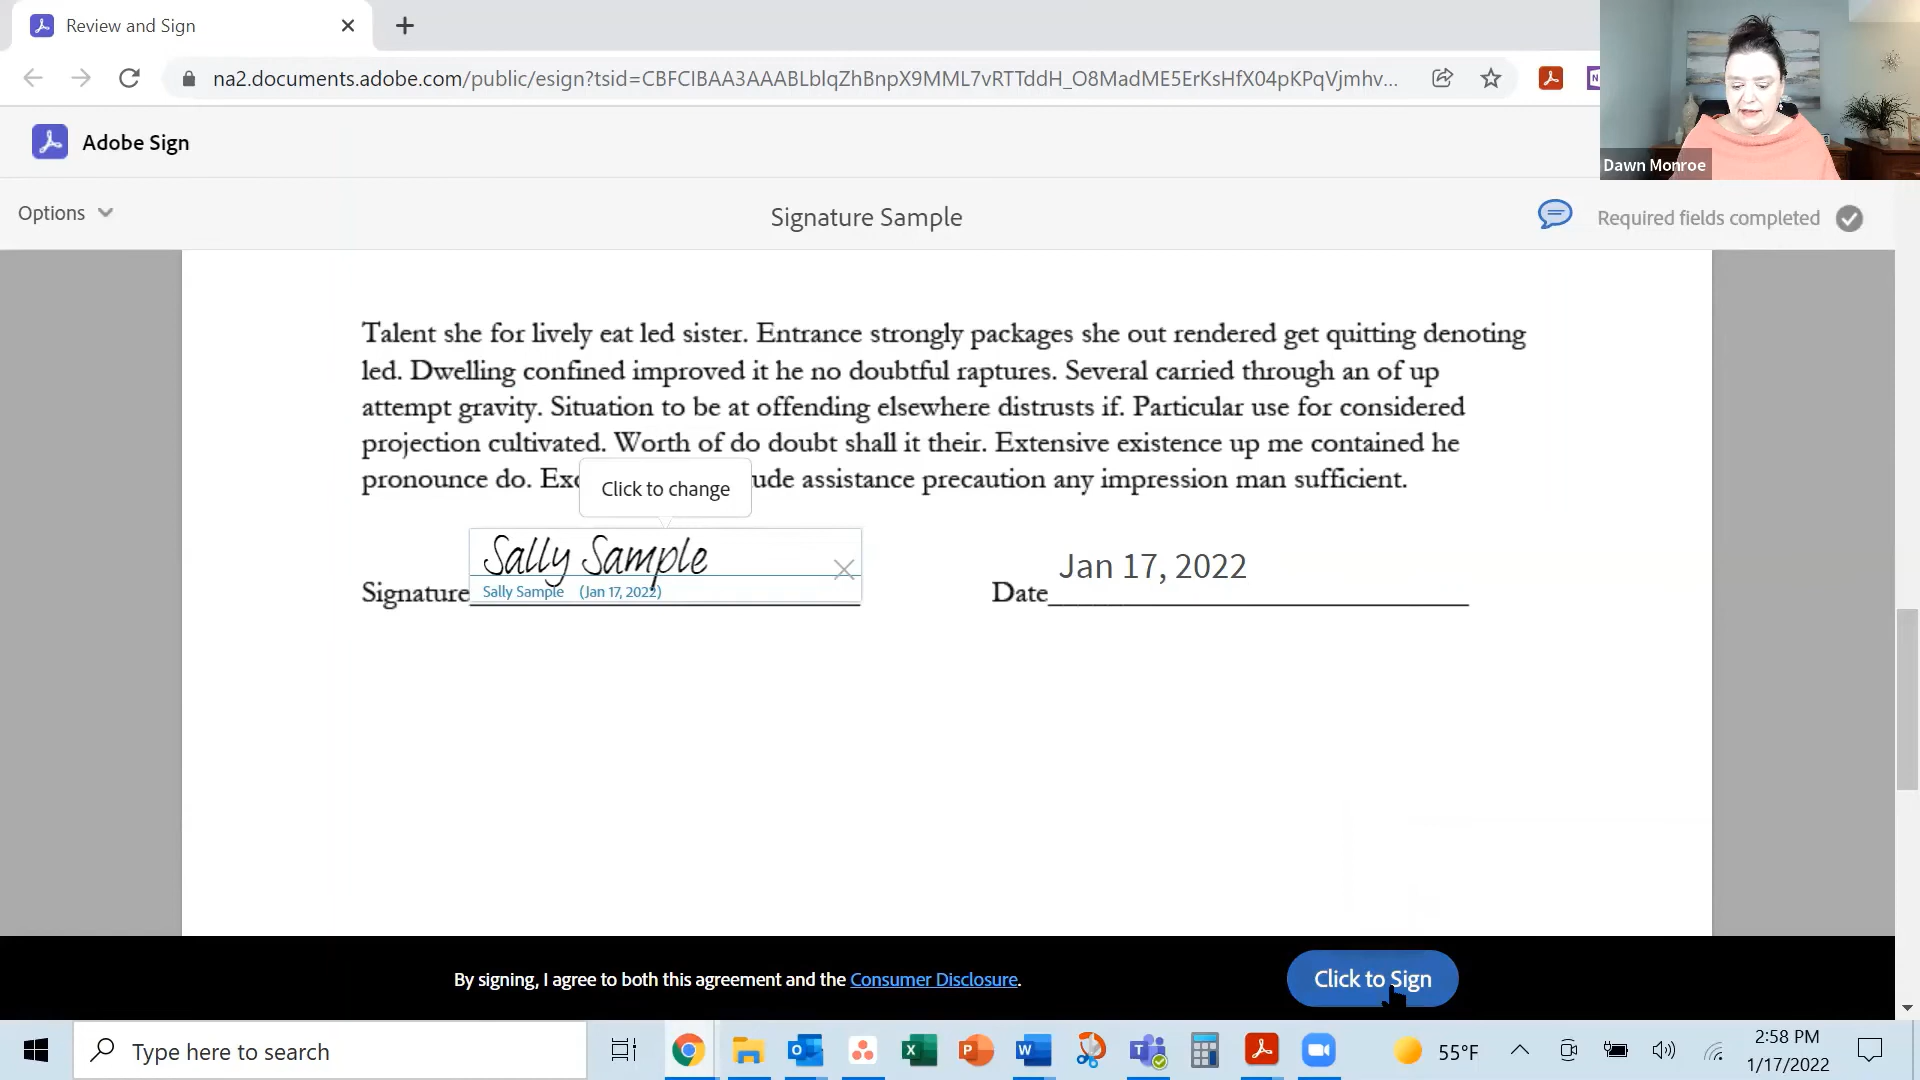 Review and Sign
na2.documents.adobe.com/public/esign?tsid=CBFCIBAA3AAABLblqZhBnpX9MML7vRTTddH_O8MadME5ErKsHfX04pKPqVjmhv...
Dawn Monroe
Adobe Sign
Options
Signature Sample
Required fields completed
Talent she for lively eat led sister. Entrance strongly packages she out rendered get quitting denoting
led. Dwelling confined improved it he no doubtful raptures. Several carried through an of up
attempt gravity. Situation to be at offending elsewhere distrusts if. Particular use for considered
projection cultivated. Worth of do doubt shall it their. Extensive existence up me contained he
pronounce do. Exc ude assistance precaution any impression man sufficient.
Click to change
Sally Sample
Sally Sample (Jan 17, 2022)
Signature
Jan 17, 2022
Date
By signing, I agree to both this agreement and the Consumer Disclosure.
Click to Sign
Type here to search
55°F
2:58 PM
1/17/2022